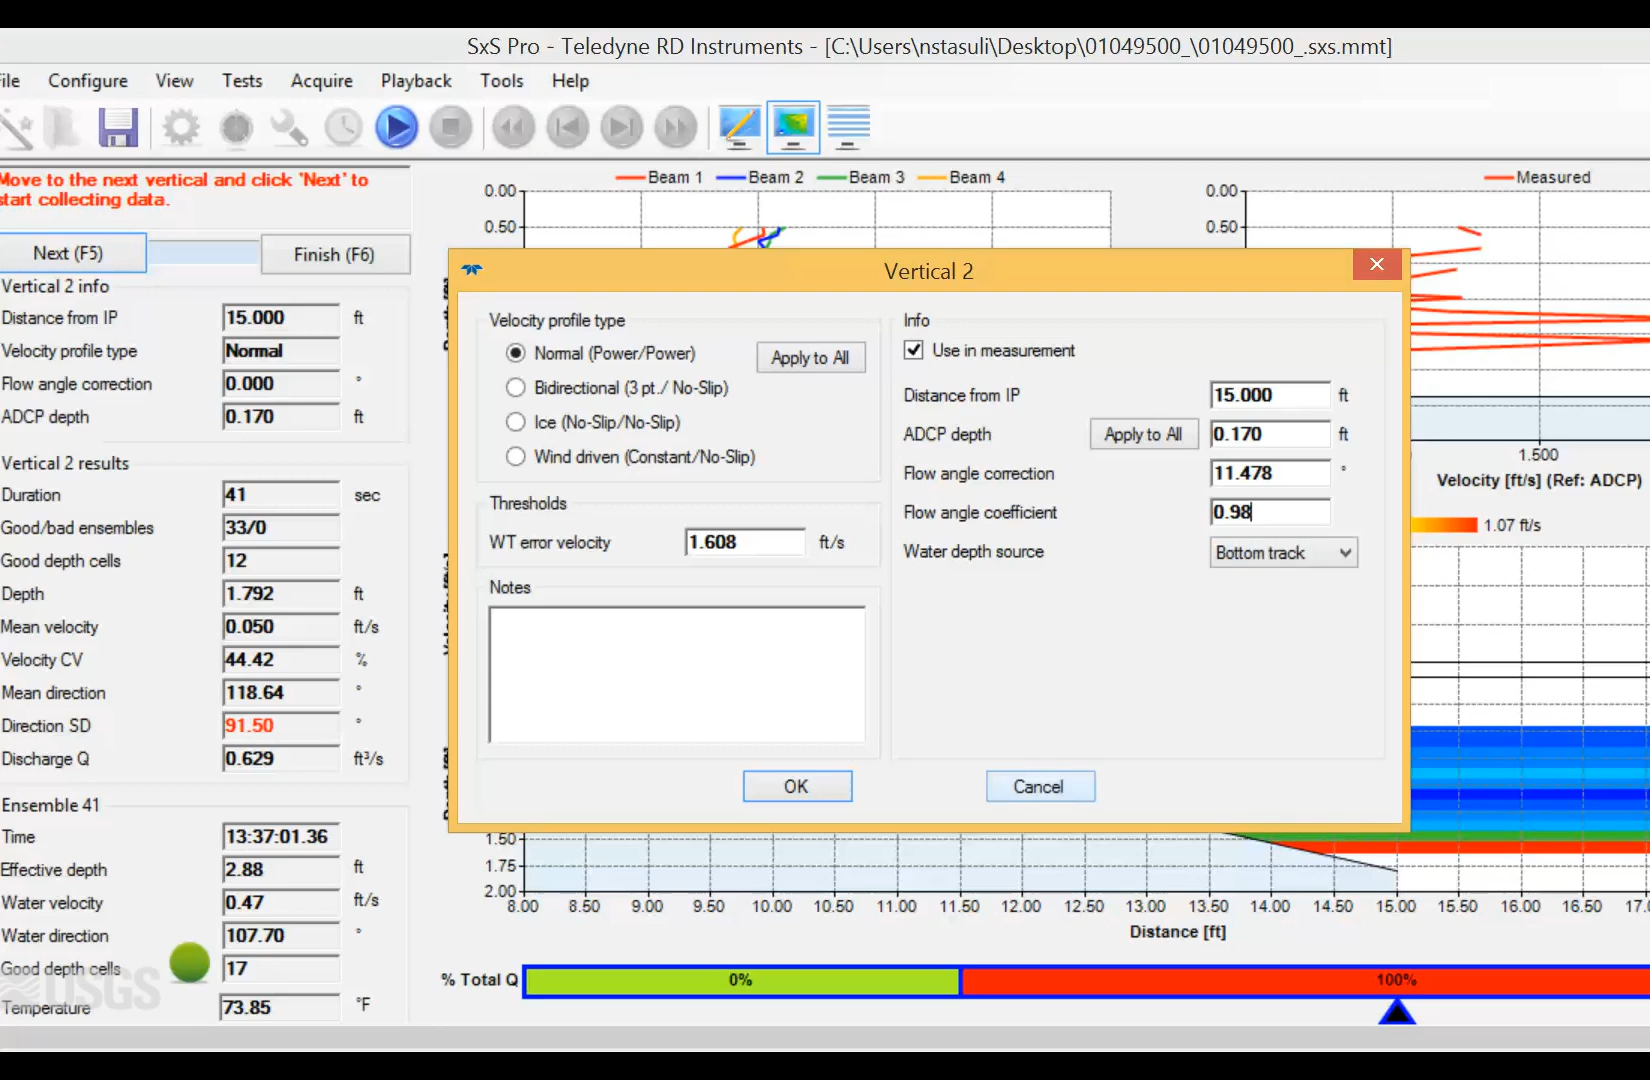 SxS Pro - Teledyne RD Instruments - [C:\Users\nstasuli\Desktop\01049500_\01049500_.sxs.mmt]
ile Configure View Tests Acquire Playback Tools Help
Move to the next vertical and click 'Next' to
start collecting data.
Next (F5) Finish (F6)
Vertical 2 info
Distance from IP 15.000 ft
Velocity profile type Normal
Flow angle correction 0.000 °
ADCP depth 0.170 ft
Vertical 2 results
Duration 41 sec
Good/bad ensembles 33/0
Good depth cells 12
Depth 1.792 ft
Mean velocity 0.050 ft/s
Velocity CV 44.42 %
Mean direction 118.64 °
Direction SD 91.50 °
Discharge Q 0.629 ft³/s
Ensemble 41
Time 13:37:01.36
Effective depth 2.88 ft
Water velocity 0.47 ft/s
Water direction 107.70 °
Good depth cells 17
Temperature 73.85 °F
USGS
Beam 1 Beam 2 Beam 3 Beam 4
0.00
0.50
Measured
0.00
0.50
1.500
Velocity [ft/s] (Ref: ADCP)
1.07 ft/s
Vertical 2
Velocity profile type
Normal (Power/Power) Apply to All
Bidirectional (3 pt./ No-Slip)
Ice (No-Slip/No-Slip)
Wind driven (Constant/No-Slip)
Thresholds
WT error velocity 1.608 ft/s
Notes
Info
Use in measurement
Distance from IP 15.000 ft
ADCP depth Apply to All 0.170 ft
Flow angle correction 11.478 °
Flow angle coefficient 0.98
Water depth source Bottom track
OK Cancel
1.50
1.75
2.00
8.00 8.50 9.00 9.50 10.00 10.50 11.00 11.50 12.00 12.50 13.00 13.50 14.00 14.50 15.00 15.50 16.00 16.50 17.0
Distance [ft]
% Total Q 0% 100%